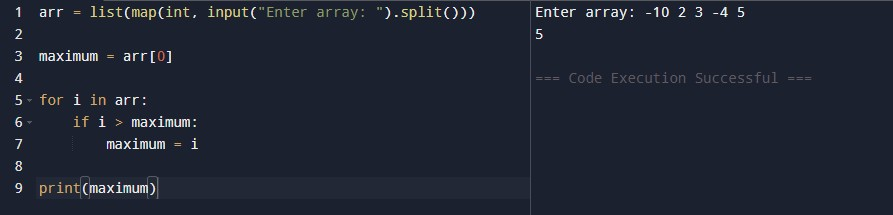 1 arr = list(map(int, input("Enter array: ").split()))
2
3 maximum = arr[0]
4
5 for i in arr:
6     if i > maximum:
7         maximum = i
8
9 print(maximum)
Enter array: -10 2 3 -4 5
5
=== Code Execution Successful ===